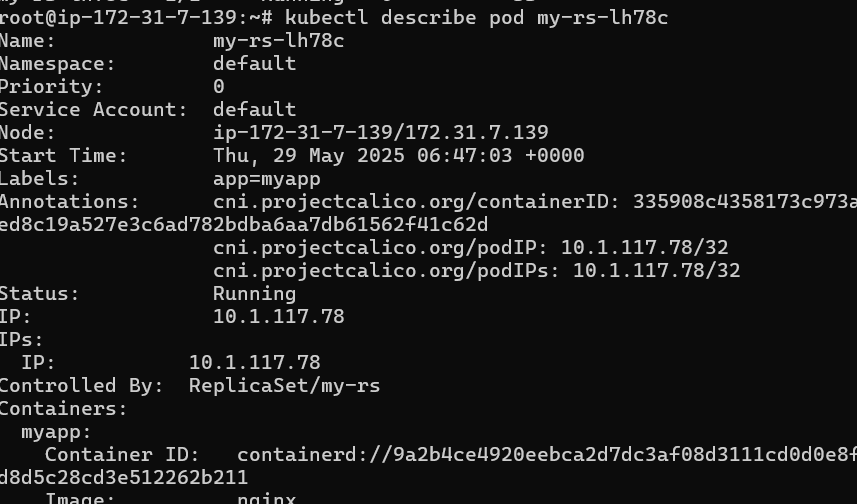 root@ip-172-31-7-139:~# kubectl describe pod my-rs-lh78c
Name:             my-rs-lh78c
Namespace:        default
Priority:         0
Service Account:  default
Node:             ip-172-31-7-139/172.31.7.139
Start Time:       Thu, 29 May 2025 06:47:03 +0000
Labels:           app=myapp
Annotations:      cni.projectcalico.org/containerID: 335908c4358173c973a
ed8c19a527e3c6ad782bdba6aa7db61562f41c62d
                  cni.projectcalico.org/podIP: 10.1.117.78/32
                  cni.projectcalico.org/podIPs: 10.1.117.78/32
Status:           Running
IP:               10.1.117.78
IPs:
  IP:           10.1.117.78
Controlled By:  ReplicaSet/my-rs
Containers:
  myapp:
    Container ID:   containerd://9a2b4ce4920eebca2d7dc3af08d3111cd0d0e8f
d8d5c28cd3e512262b211
    Image:          nginx